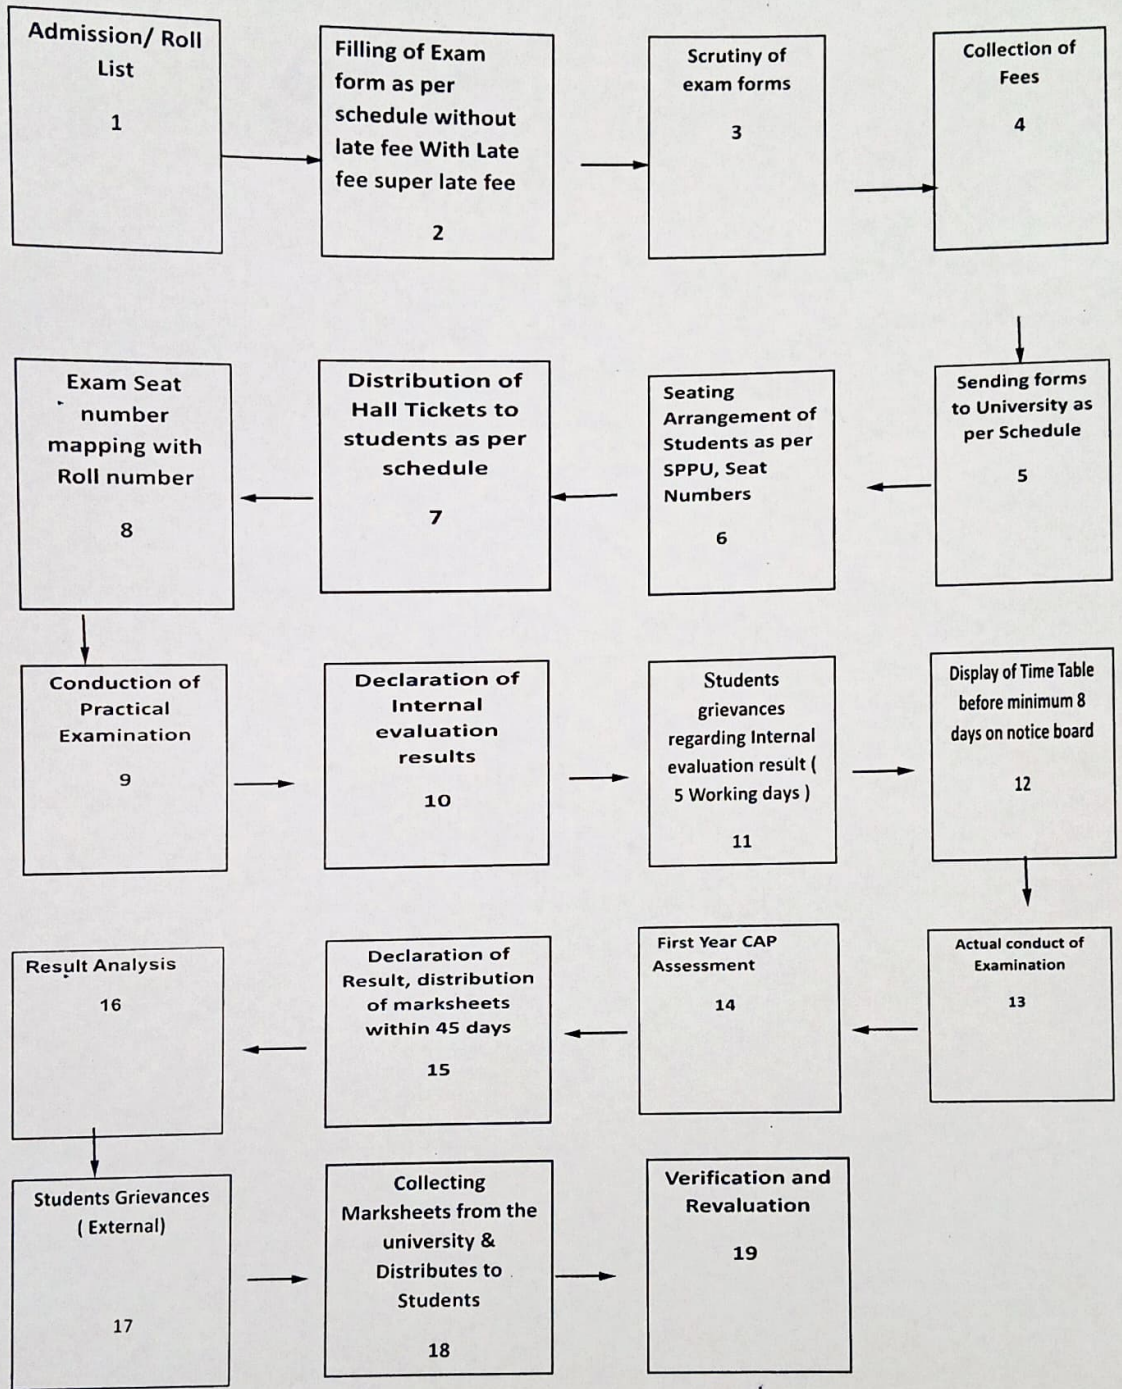 Admission/ Roll
List
1
Filling of Exam
form as per
schedule without
late fee With Late
fee super late fee
2
Scrutiny of
exam forms
3
Collection of
Fees
4
Sending forms
to University as
per Schedule
5
Seating
Arrangement of
Students as per
SPPU, Seat
Numbers
6
Distribution of
Hall Tickets to
students as per
schedule
7
Exam Seat
number
mapping with
Roll number
8
Conduction of
Practical
Examination
9
Declaration of
Internal
evaluation
results
10
Students
grievances
regarding Internal
evaluation result (
5 Working days )
11
Display of Time Table
before minimum 8
days on notice board
12
Actual conduct of
Examination
13
First Year CAP
Assessment
14
Declaration of
Result, distribution
of marksheets
within 45 days
15
Result Analysis
16
Students Grievances
( External)
17
Collecting
Marksheets from the
university &
Distributes to
Students
18
Verification and
Revaluation
19